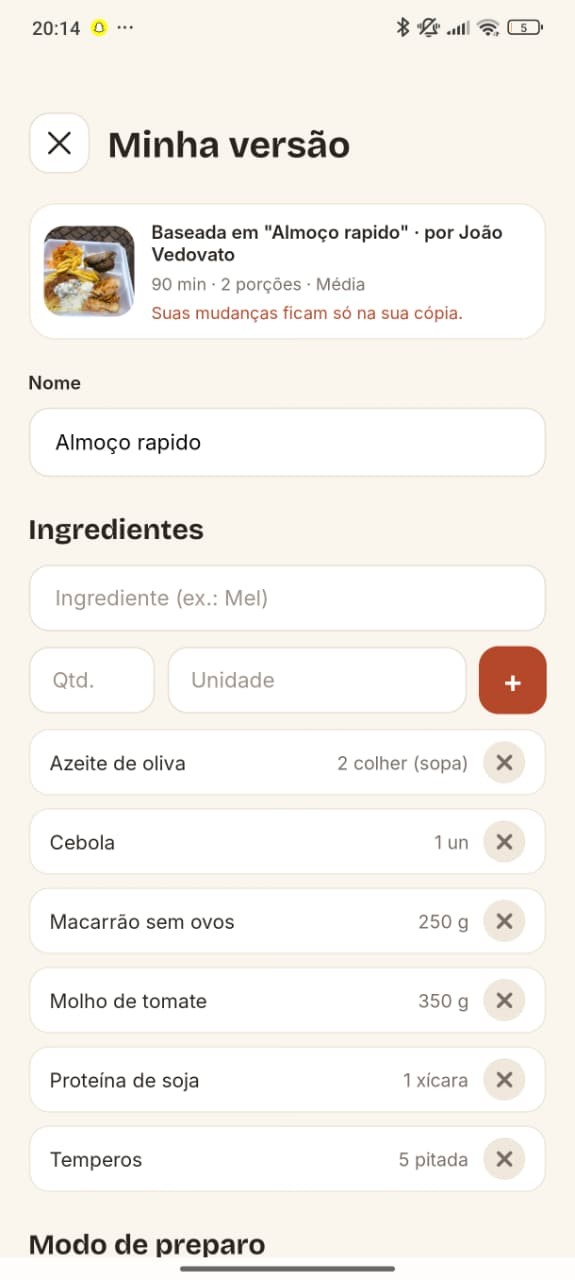 20:14 ...
5
Minha versão
Baseada em "Almoço rapido" · por João
Vedovato
90 min · 2 porções · Média
Suas mudanças ficam só na sua cópia.
Nome
Almoço rapido
Ingredientes
Ingrediente (ex.: Mel)
Qtd. Unidade +
Azeite de oliva 2 colher (sopa)
Cebola 1 un
Macarrão sem ovos 250 g
Molho de tomate 350 g
Proteína de soja 1 xícara
Temperos 5 pitada
Modo de preparo